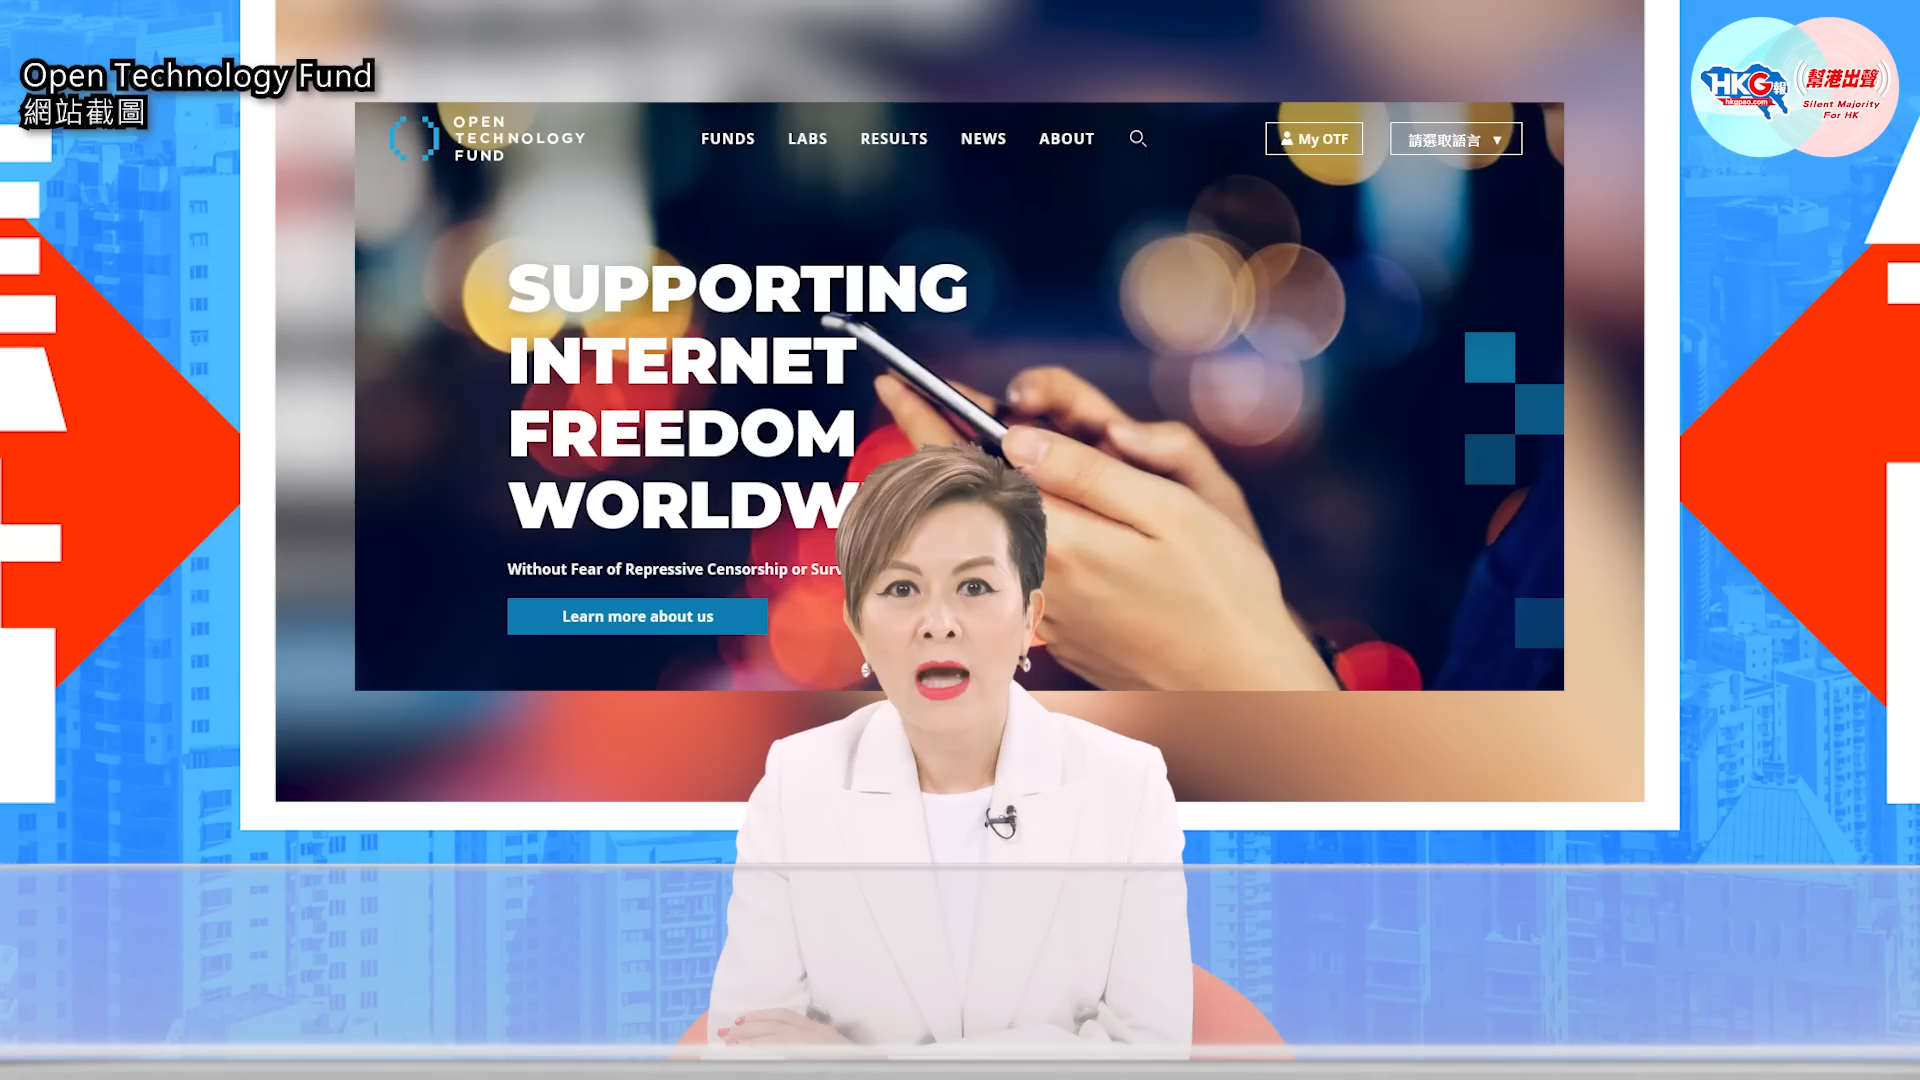 Open Technology Fund
網站截圖
OPEN
TECHNOLOGY
FUND
FUNDS LABS RESULTS NEWS ABOUT
My OTF
請選取語言 ▼
HKG報
hkgpao.com
幫港出聲
Silent Majority
For HK
SUPPORTING
INTERNET
FREEDOM
WORLDW
Without Fear of Repressive Censorship or Surv
Learn more about us